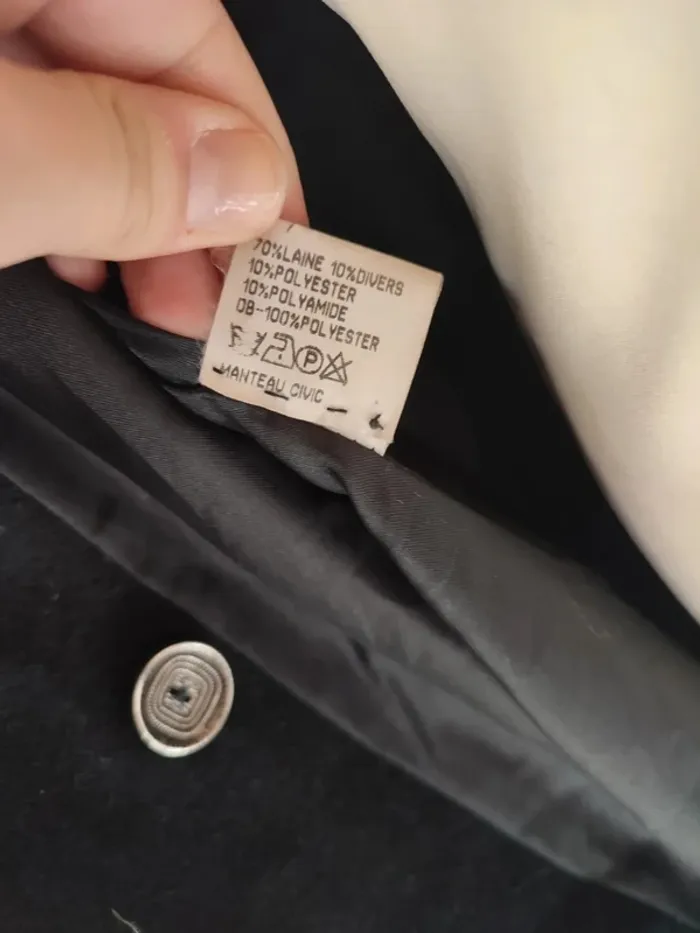 70%LAINE 10%DIVERS
10%POLYESTER
10%POLYAMIDE
DB-100%POLYESTER
P
MANTEAU CIVIC